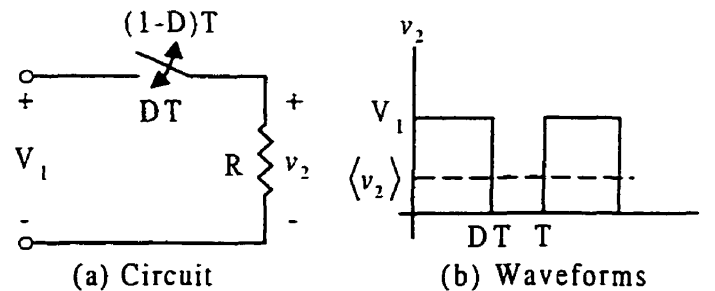 (1-D)T
DT
+
V₁
-
R
+
v₂
-
(a) Circuit
v₂
V₁
⟨v₂⟩
DT
T
(b) Waveforms